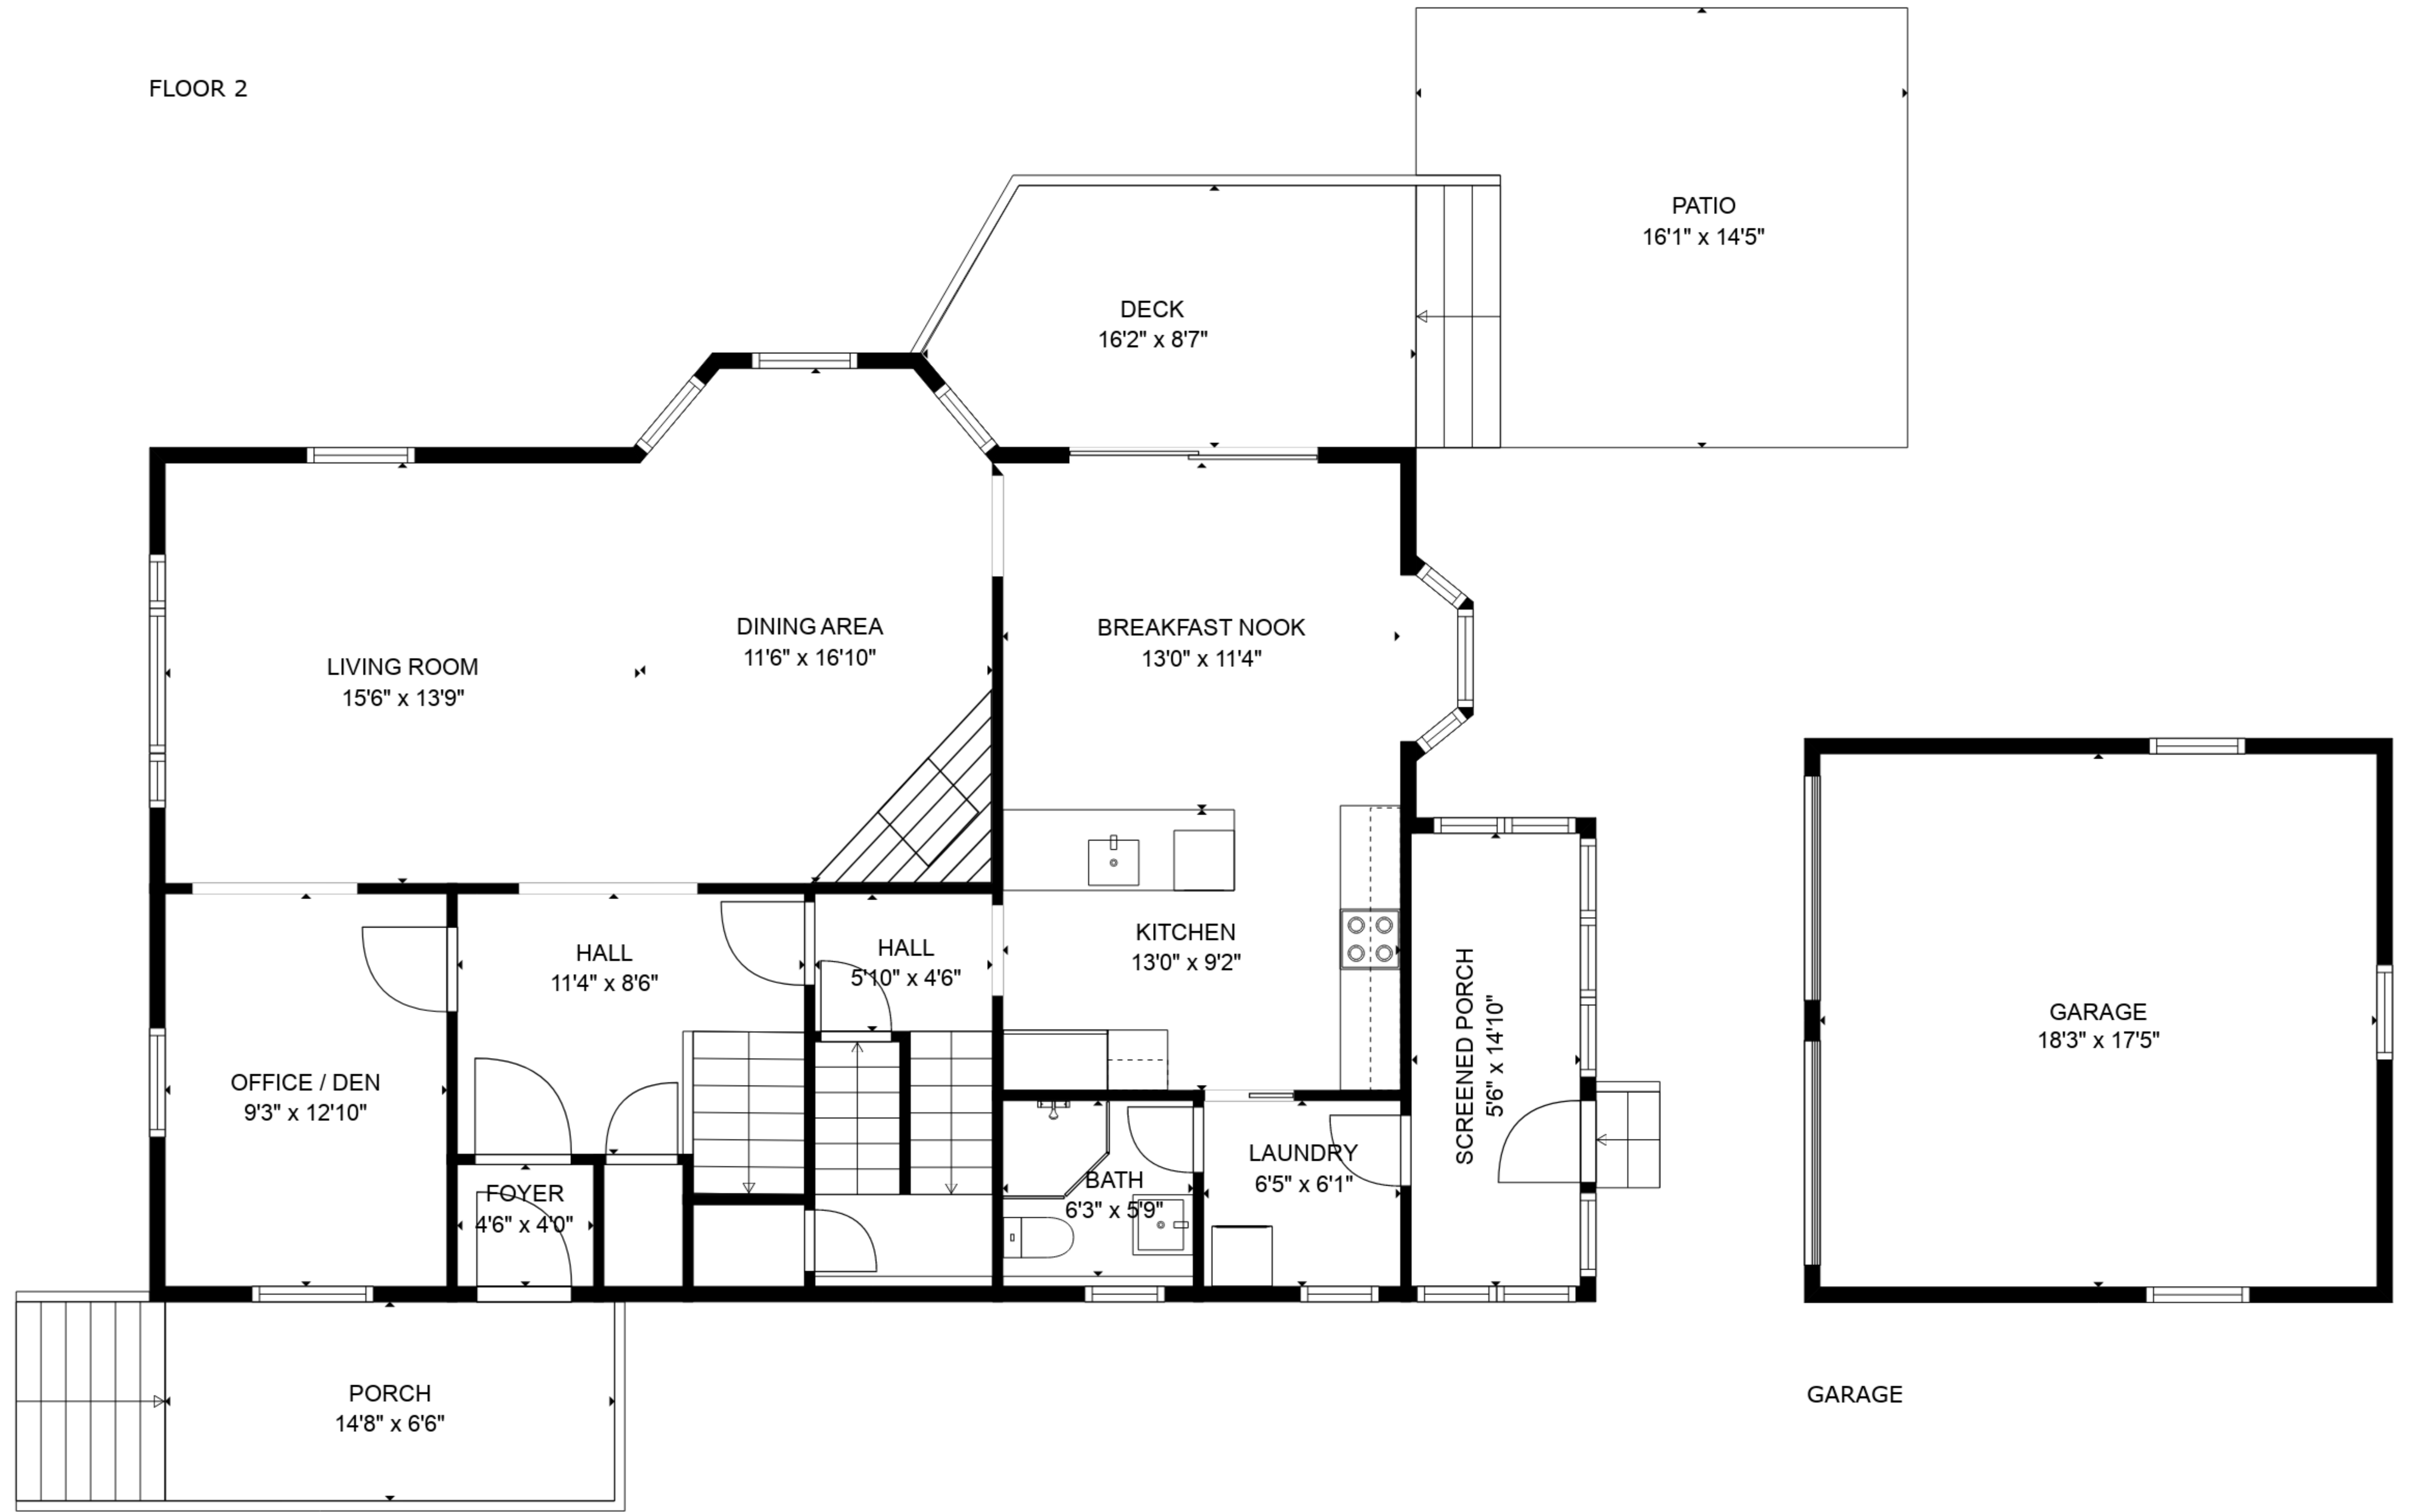 FLOOR 2
PATIO
16'1" x 14'5"
DECK
16'2" x 8'7"
DINING AREA
11'6" x 16'10"
BREAKFAST NOOK
13'0" x 11'4"
LIVING ROOM
15'6" x 13'9"
KITCHEN
13'0" x 9'2"
HALL
11'4" x 8'6"
HALL
5'10" x 4'6"
SCREENED PORCH
5'6" x 14'10"
GARAGE
18'3" x 17'5"
OFFICE / DEN
9'3" x 12'10"
LAUNDRY
6'5" x 6'1"
BATH
6'3" x 5'9"
FOYER
4'6" x 4'0"
PORCH
14'8" x 6'6"
GARAGE